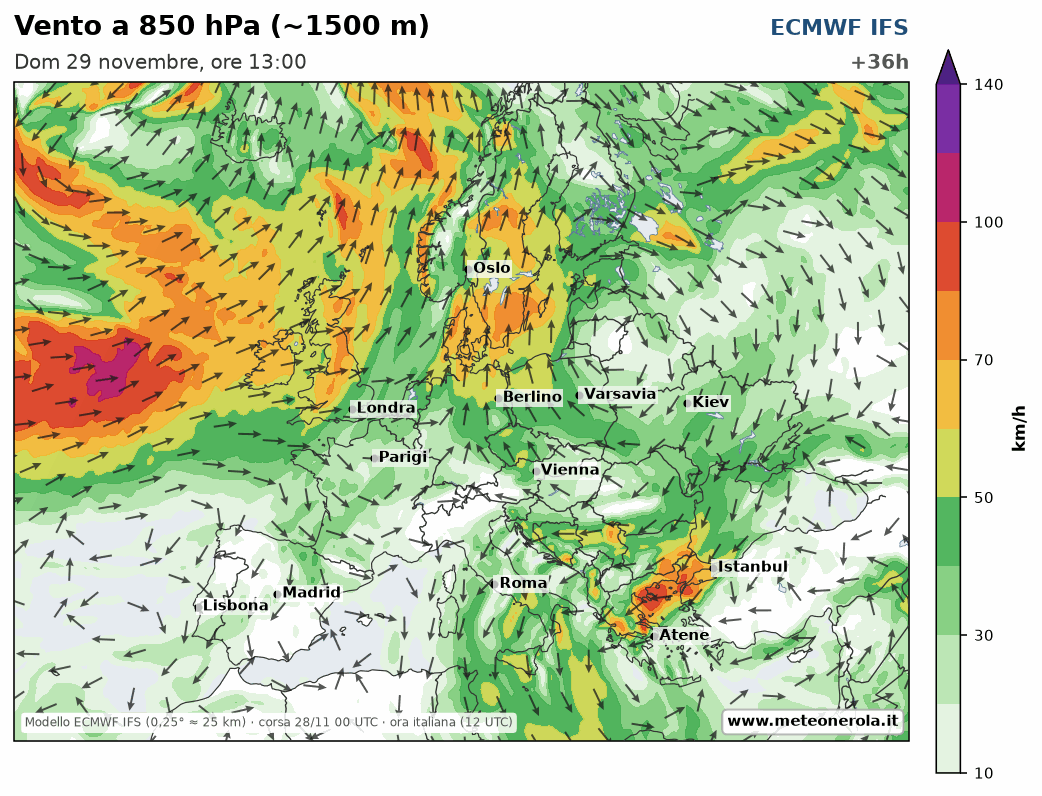 Vento a 850 hPa (~1500 m)
ECMWF IFS
Dom 29 novembre, ore 13:00
+36h
140
100
70
50
30
10
km/h
Oslo
Londra
Berlino
Varsavia
Kiev
Parigi
Vienna
Roma
Istanbul
Lisbona
Madrid
Atene
Modello ECMWF IFS (0,25° ≈ 25 km) · corsa 28/11 00 UTC · ora italiana (12 UTC)
www.meteonerola.it